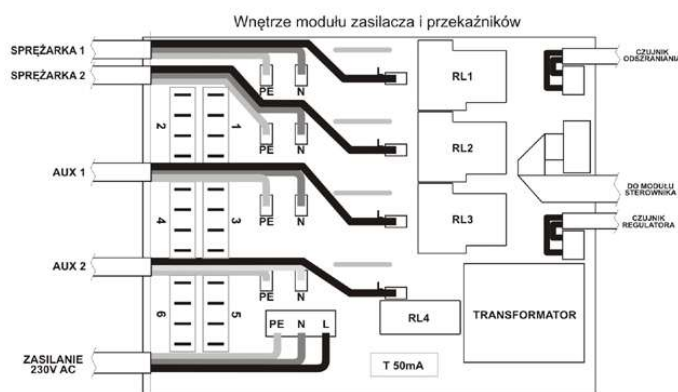 Wnętrze modułu zasilacza i przekaźników
SPRĘŻARKA 1
SPRĘŻARKA 2
AUX 1
AUX 2
ZASILANIE
230V AC
PE
N
L
RL1
CZUJNIK
ODSZRANIANIA
2
1
PE
N
L
RL2
DO MODUŁU
STEROWNIKA
4
3
PE
N
L
RL3
CZUJNIK
REGULATORA
6
5
PE
N
L
RL4
TRANSFORMATOR
PE
N
L
T 50mA